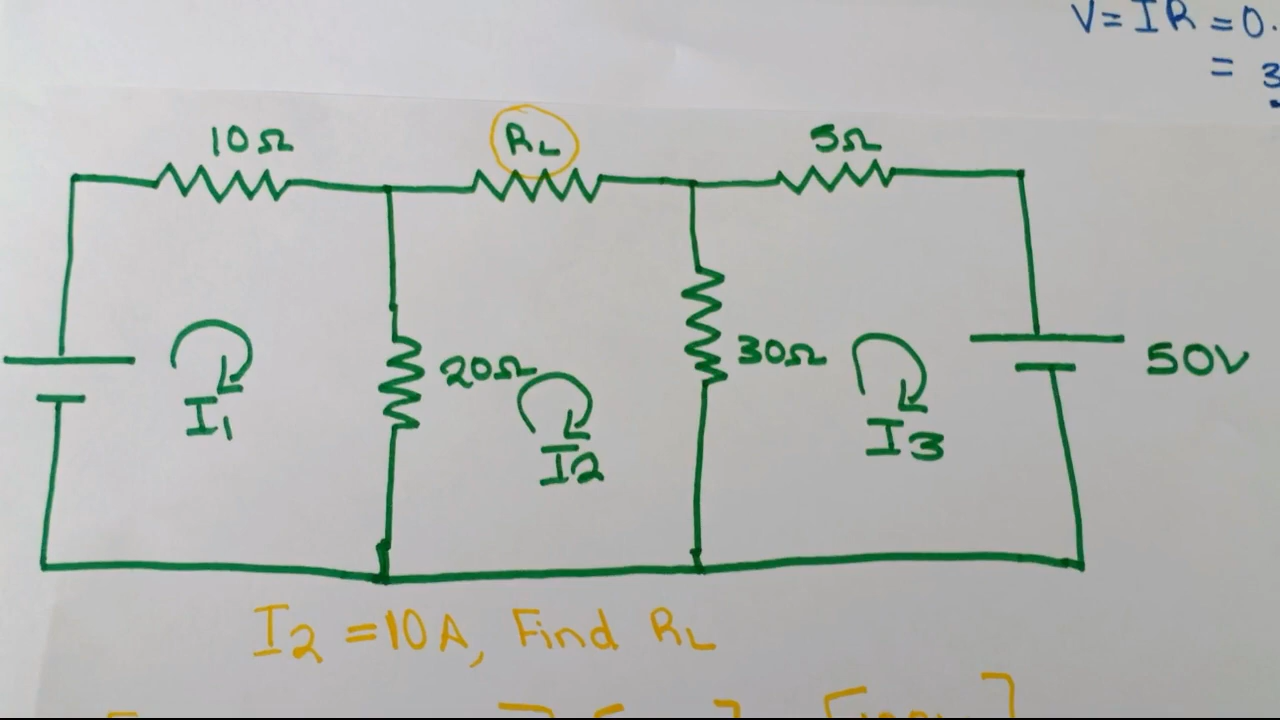 V = IR = 0.
= 3
10Ω
RL
5Ω
20Ω
30Ω
50V
I1
I2
I3
I2 = 10A, Find RL